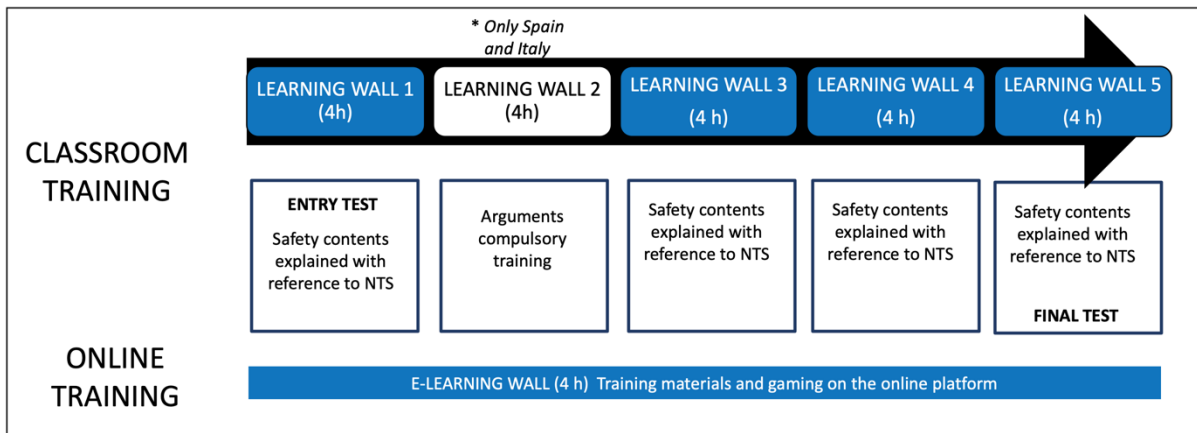 * Only Spain
and Italy
LEARNING WALL 1
(4h)
LEARNING WALL 2
(4h)
LEARNING WALL 3
(4 h)
LEARNING WALL 4
(4 h)
LEARNING WALL 5
(4 h)
CLASSROOM
TRAINING
ENTRY TEST
Safety contents
explained with
reference to NTS
Arguments
compulsory
training
Safety contents
explained with
reference to NTS
Safety contents
explained with
reference to NTS
Safety contents
explained with
reference to NTS
FINAL TEST
ONLINE
TRAINING
E-LEARNING WALL (4 h) Training materials and gaming on the online platform